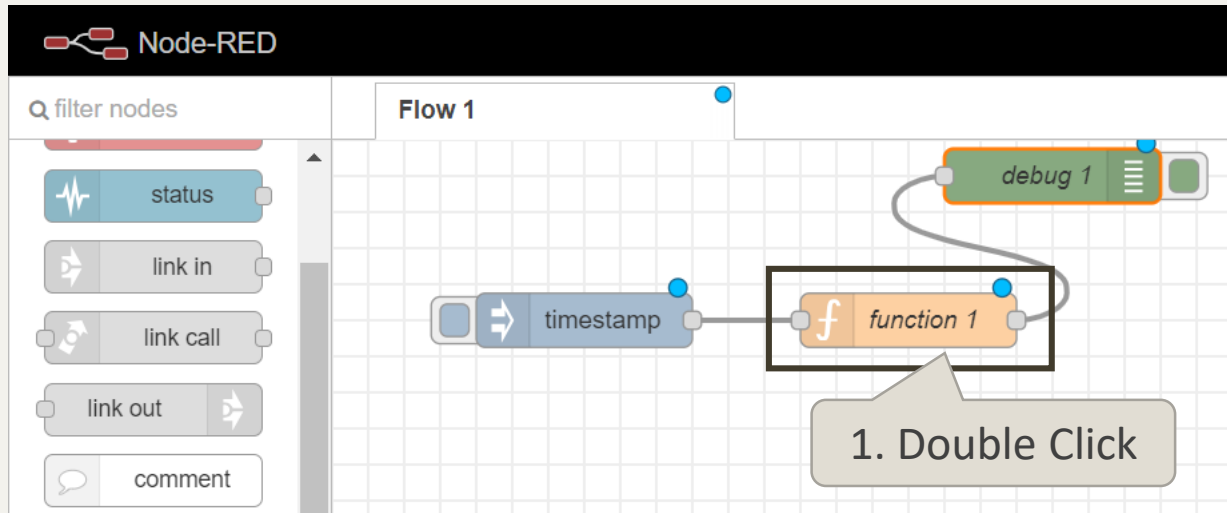 Node-RED
filter nodes
Flow 1
status
link in
link call
link out
comment
debug 1
timestamp
function 1
1. Double Click